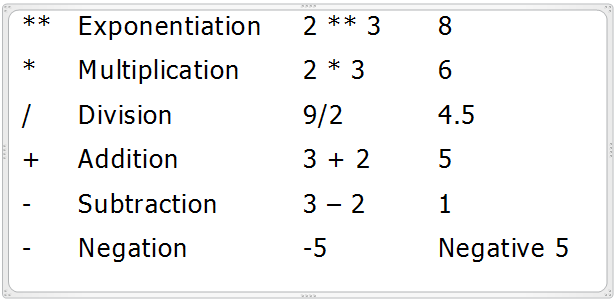 ** Exponentiation 2 ** 3 8
* Multiplication 2 * 3 6
/ Division 9/2 4.5
+ Addition 3 + 2 5
- Subtraction 3 – 2 1
- Negation -5 Negative 5